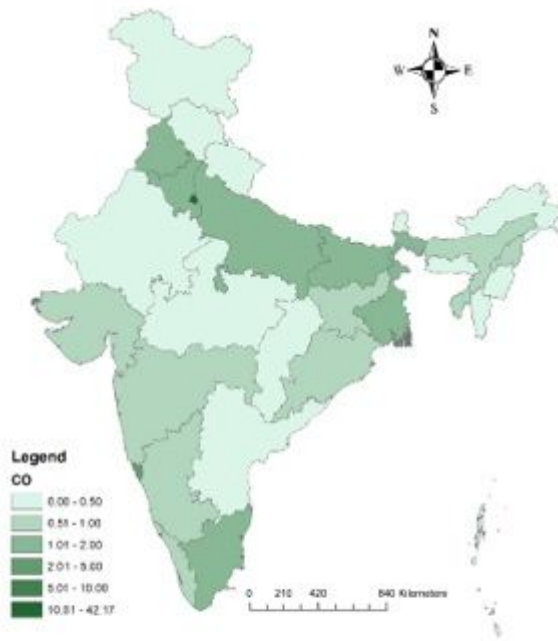 N
W E
S
Legend
CO
0.00 - 0.50
0.51 - 1.00
1.01 - 2.00
2.01 - 5.00
5.01 - 10.00
10.01 - 42.17
0 210 420 840 Kilometers